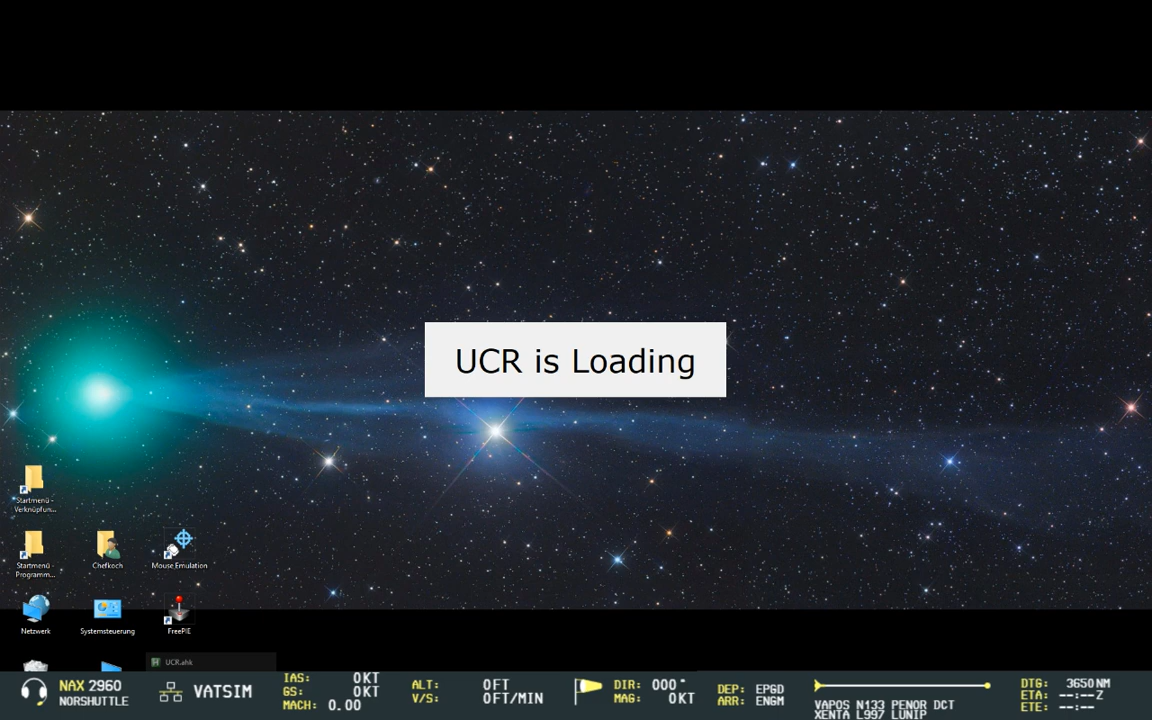 UCR is Loading
Startmenü -
Verknüpfun...
Startmenü -
Programm...
Chefkoch
Mouse Emulation
Netzwerk
Systemsteuerung
FreePIE
UCR.ahk
NAX 2960
NORSHUTTLE
VATSIM
IAS: 0KT
GS: 0KT
MACH: 0.00
ALT: 0FT
V/S: 0FT/MIN
DIR: 000°
MAG: 0KT
DEP: EPGD
ARR: ENGM
VAPOS N133 PENOR DCT
XENTA L997 LUNIP
DTG: 3650NM
ETA: --:--Z
ETE: --:--